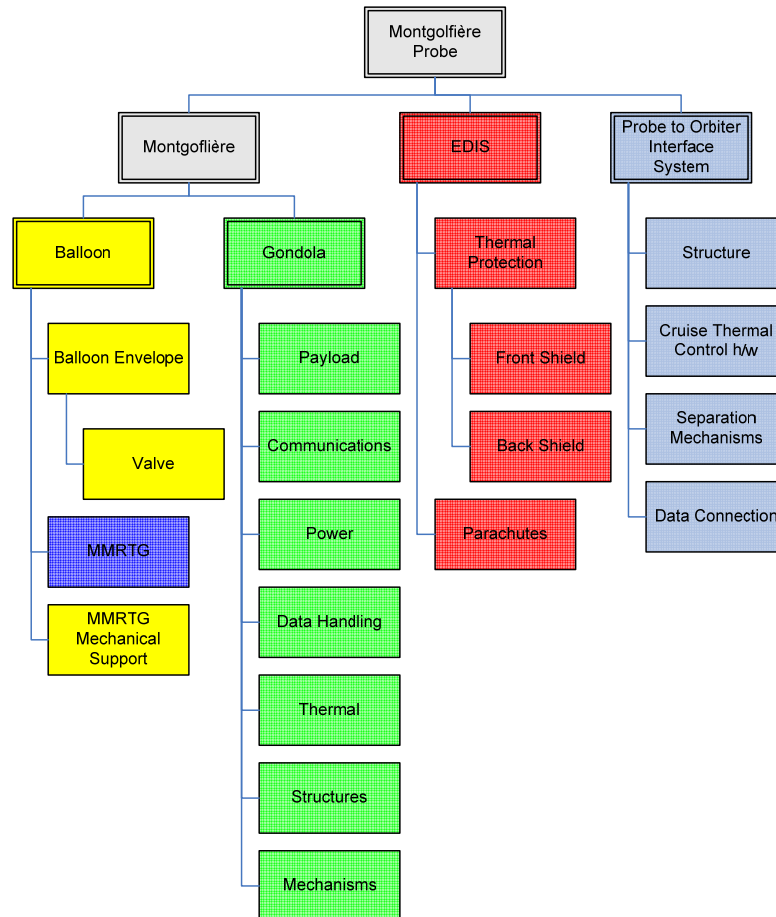 Montgolfière
Probe
Montgoflière
EDIS
Probe to Orbiter
Interface
System
Balloon
Gondola
Thermal
Protection
Structure
Balloon Envelope
Payload
Front Shield
Cruise Thermal
Control h/w
Valve
Communications
Back Shield
Separation
Mechanisms
MMRTG
Power
Parachutes
Data Connection
MMRTG
Mechanical
Support
Data Handling
Thermal
Structures
Mechanisms